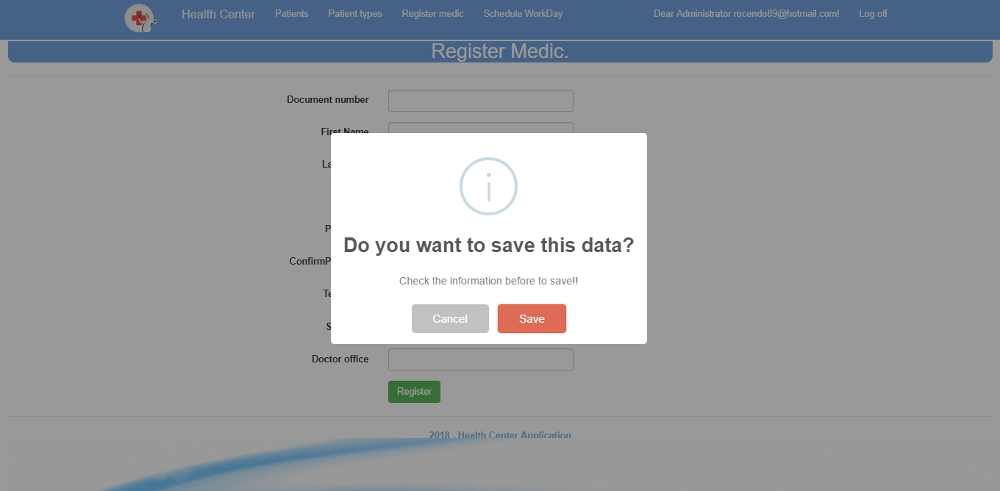 Health Center Patients Patient types Register medic Schedule WorkDay Dear Administrator rocendo89@hotmail.com! Log off
Register Medic.
Document number
First Name
La
P
ConfirmP
Te
S
Do you want to save this data?
Check the information before to save!!
Cancel Save
Doctor office
Register
2018 - Health Center Application